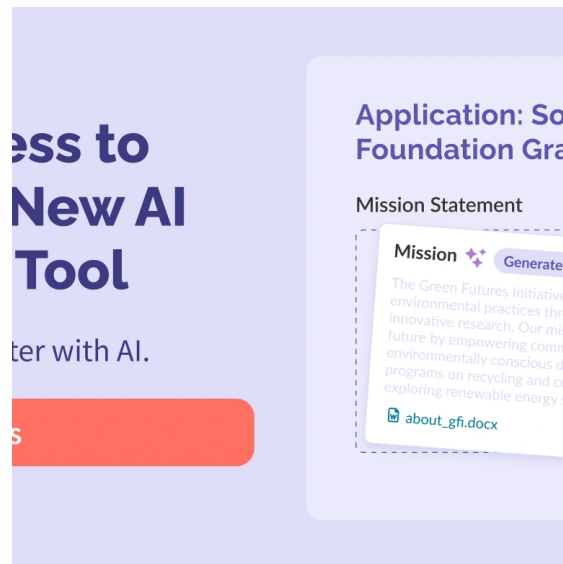 ess to
New AI
Tool
ter with AI.
s
Application: So
Foundation Gra
Mission Statement
Mission
Generate
The Green Futures Initiative
environmental practices thr
innovative research. Our mis
future by empowering comm
environmentally conscious d
programs on recycling and co
exploring renewable energy s
about_gfi.docx